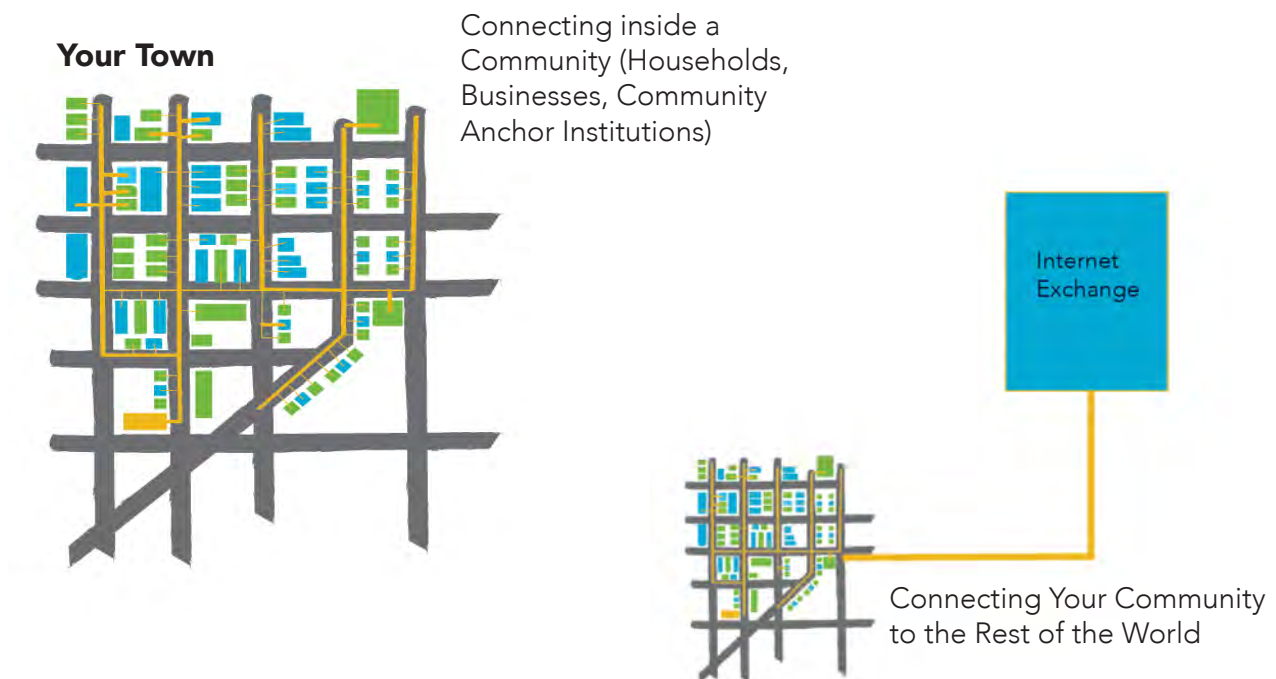 Your Town
Connecting inside a
Community (Households,
Businesses, Community
Anchor Institutions)
Internet
Exchange
Connecting Your Community
to the Rest of the World